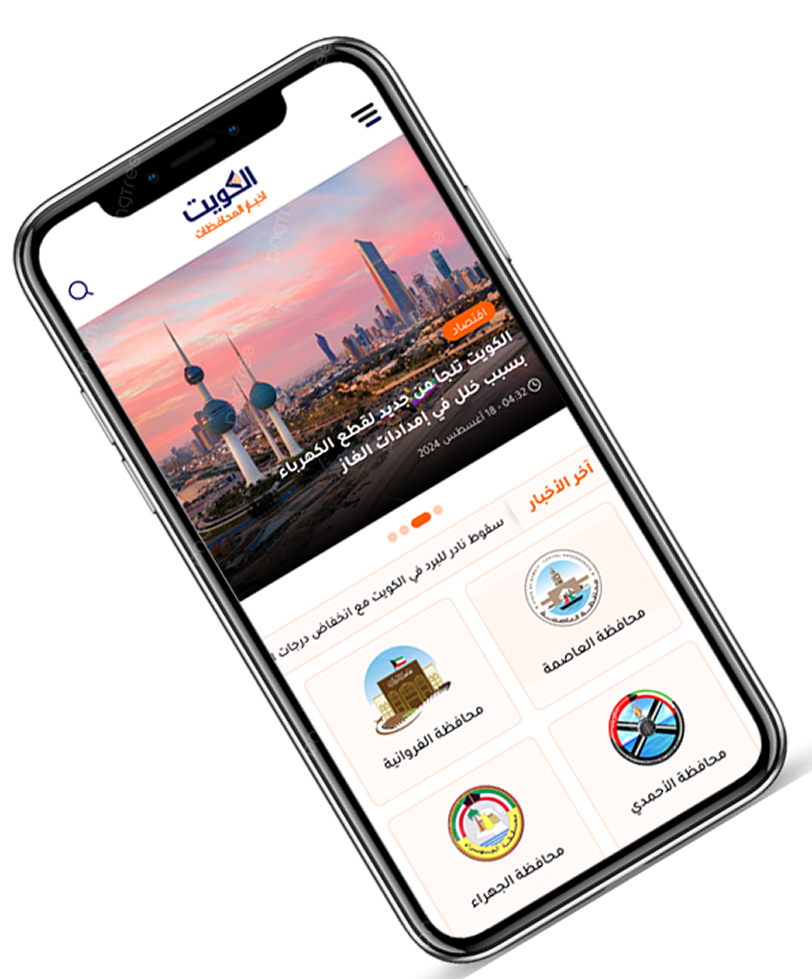 الكويت
اخبار المحافظات
اقتصاد
الكويت تلجأ من جديد لقطع الكهرباء
بسبب خلل في إمدادات الغاز
04:32 - 18 أغسطس 2024
آخر الأخبار
سقوط نادر للبرد في الكويت مع انخفاض درجات
محافظة العاصمة
محافظة الفروانية
محافظة الأحمدي
محافظة الجهراء